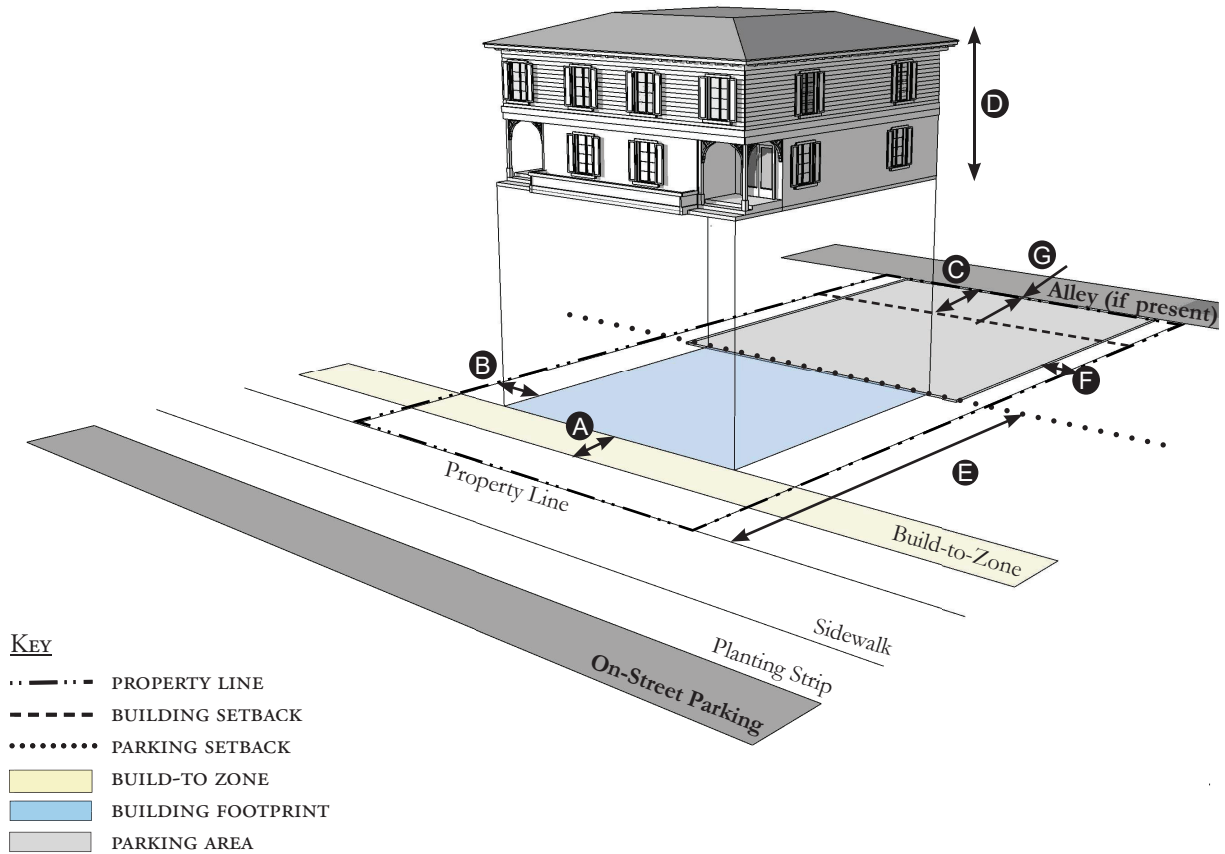 D
G
C
Alley (if present)
B
F
A
E
Property Line
Build-to-Zone
Sidewalk
Planting Strip
On-Street Parking
Key
property line
building setback
parking setback
build-to zone
building footprint
parking area